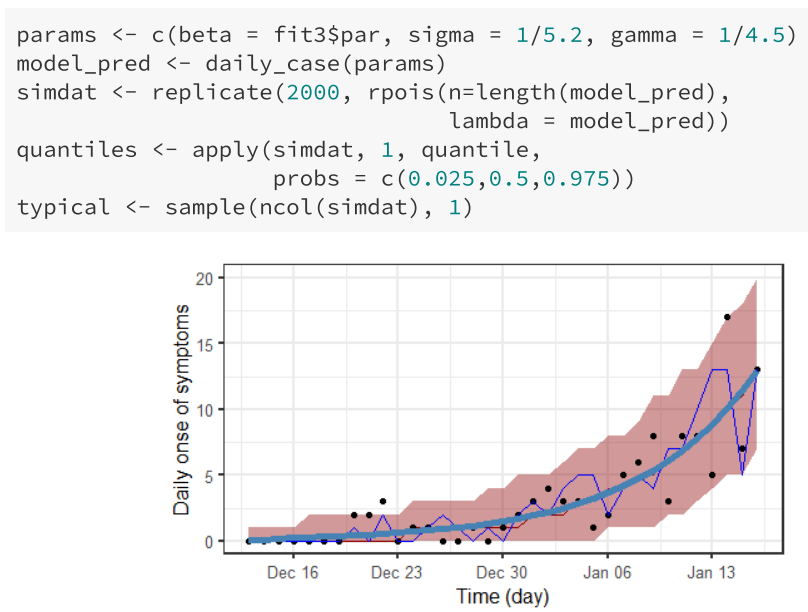 params <- c(beta = fit3$par, sigma = 1/5.2, gamma = 1/4.5)
model_pred <- daily_case(params)
simdat <- replicate(2000, rpois(n=length(model_pred),
lambda = model_pred))
quantiles <- apply(simdat, 1, quantile,
probs = c(0.025,0.5,0.975))
typical <- sample(ncol(simdat), 1)
20
15
10
5
0
Daily onse of symptoms
Dec 16 Dec 23 Dec 30 Jan 06 Jan 13
Time (day)